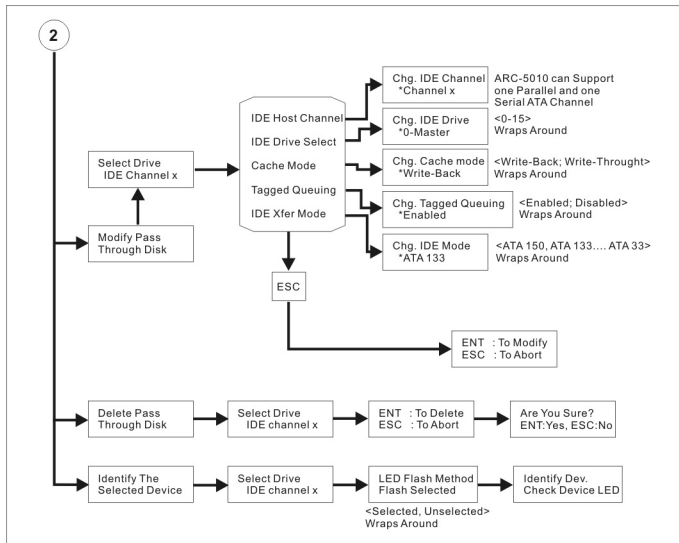 2
Select Drive
IDE Channel x
Modify Pass
Through Disk
IDE Host Channel
IDE Drive Select
Cache Mode
Tagged Queuing
IDE Xfer Mode
Chg. IDE Channel
*Channel x
ARC-5010 can Support
one Parallel and one
Serial ATA Channel
Chg. IDE Drive
*0-Master
<0-15>
Wraps Around
Chg. Cache mode
*Write-Back
<Write-Back; Write-Throught>
Wraps Around
Chg. Tagged Queuing
*Enabled
<Enabled; Disabled>
Wraps Around
Chg. IDE Mode
*ATA 133
<ATA 150, ATA 133.... ATA 33>
Wraps Around
ESC
ENT : To Modify
ESC : To Abort
Delete Pass
Through Disk
Select Drive
IDE channel x
ENT : To Delete
ESC : To Abort
Are You Sure?
ENT:Yes, ESC:No
Identify The
Selected Device
Select Drive
IDE channel x
LED Flash Method
Flash Selected
<Selected, Unselected>
Wraps Around
Identify Dev.
Check Device LED